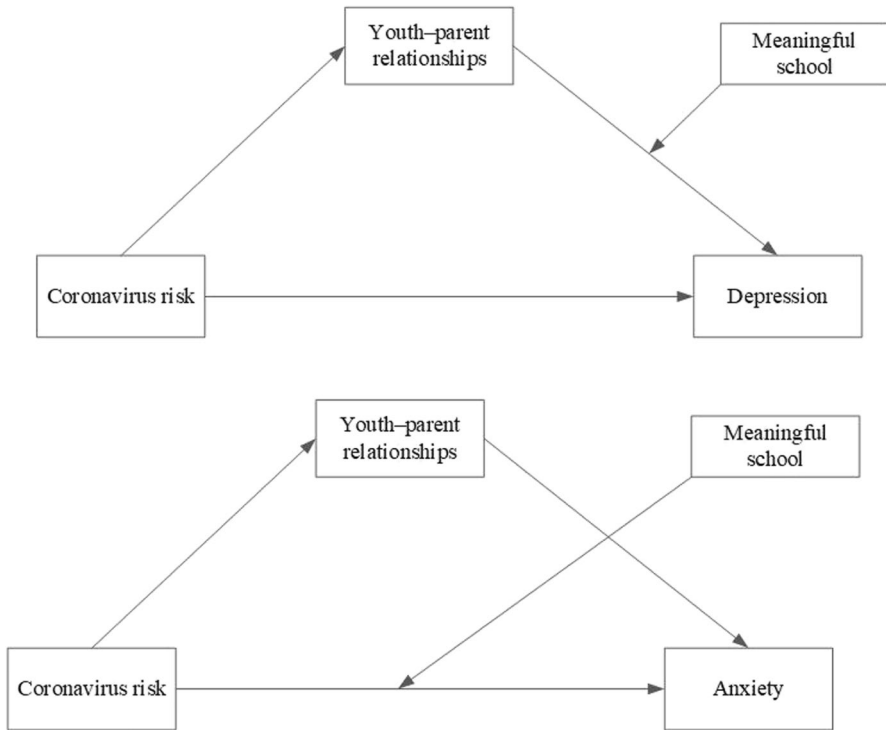 Youth–parent
relationships
Meaningful
school
Coronavirus risk
Depression
Youth–parent
relationships
Meaningful
school
Coronavirus risk
Anxiety